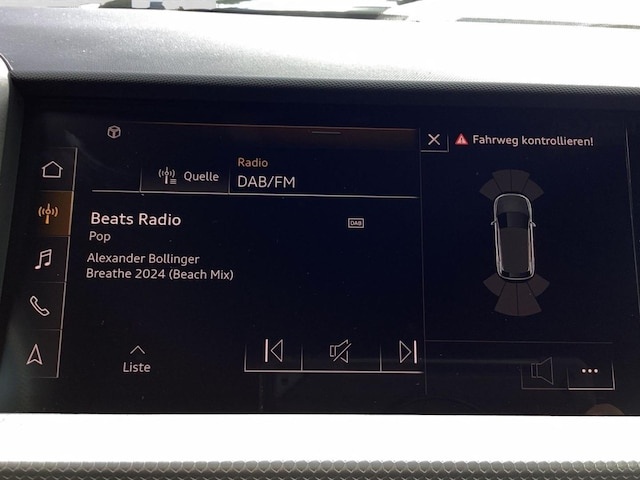 Fahrweg kontrollieren!
Radio
Quelle
DAB/FM
Beats Radio
DAB
Pop
Alexander Bollinger
Breathe 2024 (Beach Mix)
Liste